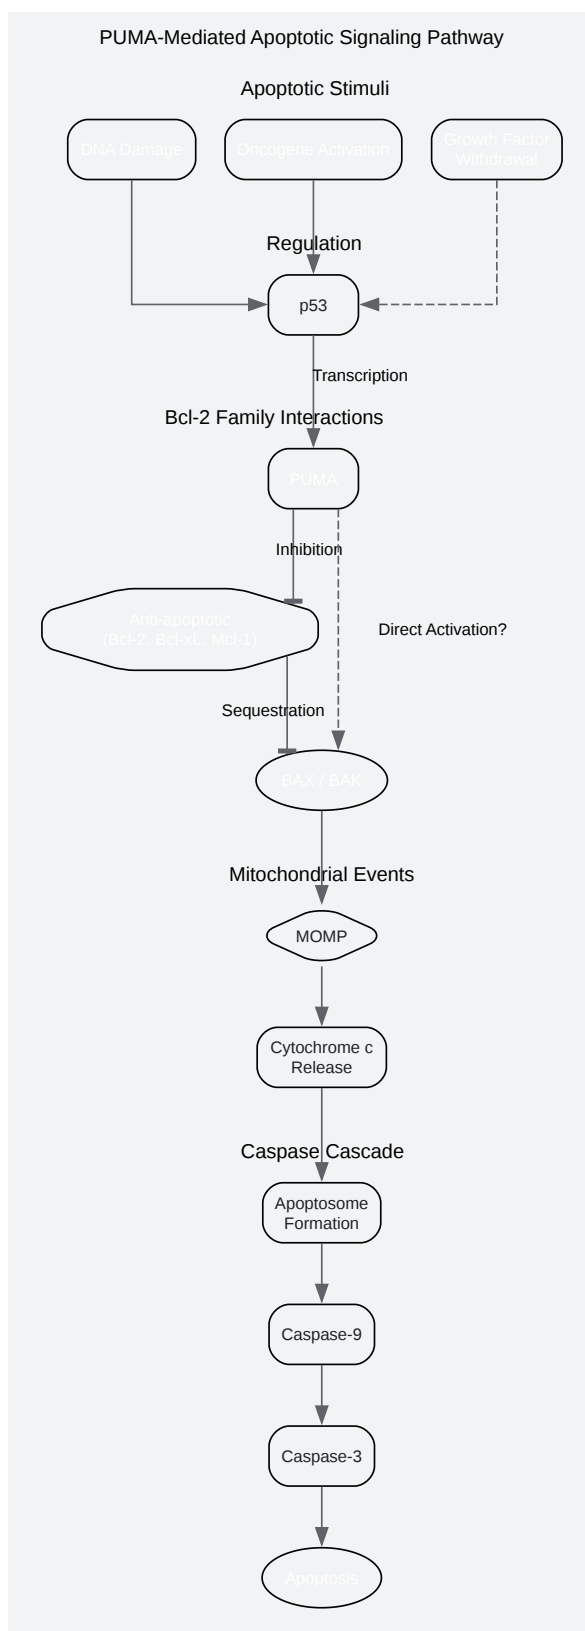 PUMA-Mediated Apoptotic Signaling Pathway
Apoptotic Stimuli
DNA Damage
Oncogene Activation
Growth Factor
Withdrawal
Regulation
p53
Transcription
Bcl-2 Family Interactions
PUMA
Inhibition
Anti-apoptotic
(Bcl-2, Bcl-xL, Mcl-1)
Direct Activation?
Sequestration
BAX / BAK
Mitochondrial Events
MOMP
Cytochrome c
Release
Caspase Cascade
Apoptosome
Formation
Caspase-9
Caspase-3
Apoptosis